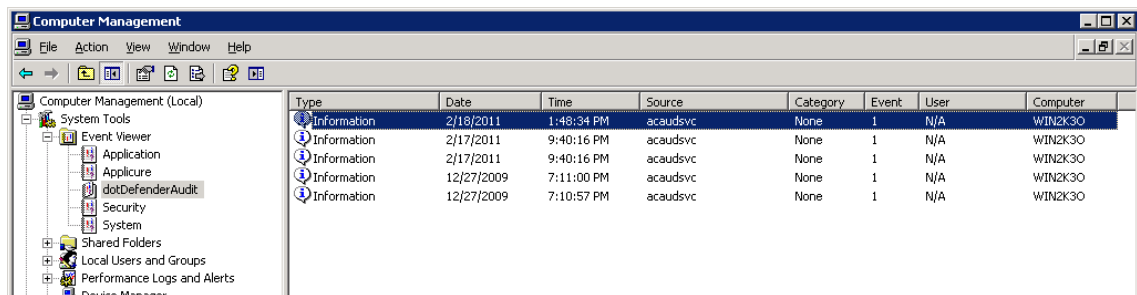 Computer Management
File Action View Window Help
Computer Management (Local)
System Tools
Event Viewer
Application
Applicure
dotDefenderAudit
Security
System
Shared Folders
Local Users and Groups
Performance Logs and Alerts
Device Manager
Type Date Time Source Category Event User Computer
Information 2/18/2011 1:48:34 PM acaudsvc None 1 N/A WIN2K3O
Information 2/17/2011 9:40:16 PM acaudsvc None 1 N/A WIN2K3O
Information 2/17/2011 9:40:16 PM acaudsvc None 1 N/A WIN2K3O
Information 12/27/2009 7:11:00 PM acaudsvc None 1 N/A WIN2K3O
Information 12/27/2009 7:10:57 PM acaudsvc None 1 N/A WIN2K3O